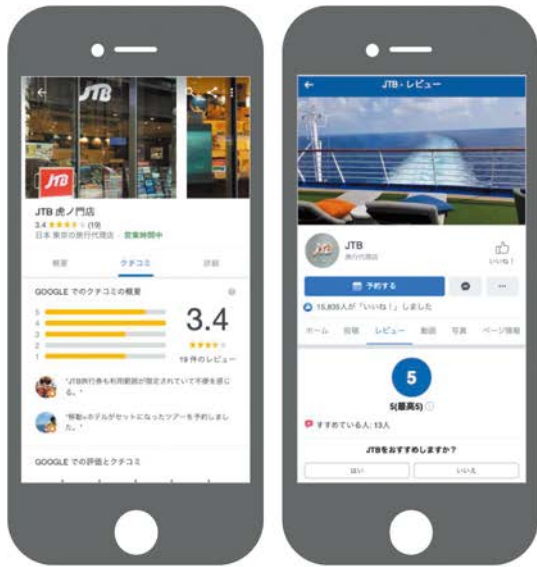 JTB
JTB
JTB 虎ノ門店
3.4 (19)
日本 東京の旅行代理店 · 営業時間中
概要 クチコミ 詳細
GOOGLE でのクチコミの概要
5
4
3
2
1
3.4
19 件のレビュー
"JTB旅行券も利用範囲が限定されていて不便を感じ
る。"
"移動+ホテルがセットになったツアーを予約しまし
た。"
GOOGLE での評価とクチコミ
JTB - レビュー
JTB
JTB
旅行代理店
いいね!
予約する
15,835人が「いいね!」しました
ホーム 投稿 レビュー 動画 写真 ページ情報
5
5(最高5)
すすめている人: 13人
JTBをおすすめしますか?
はい いいえ